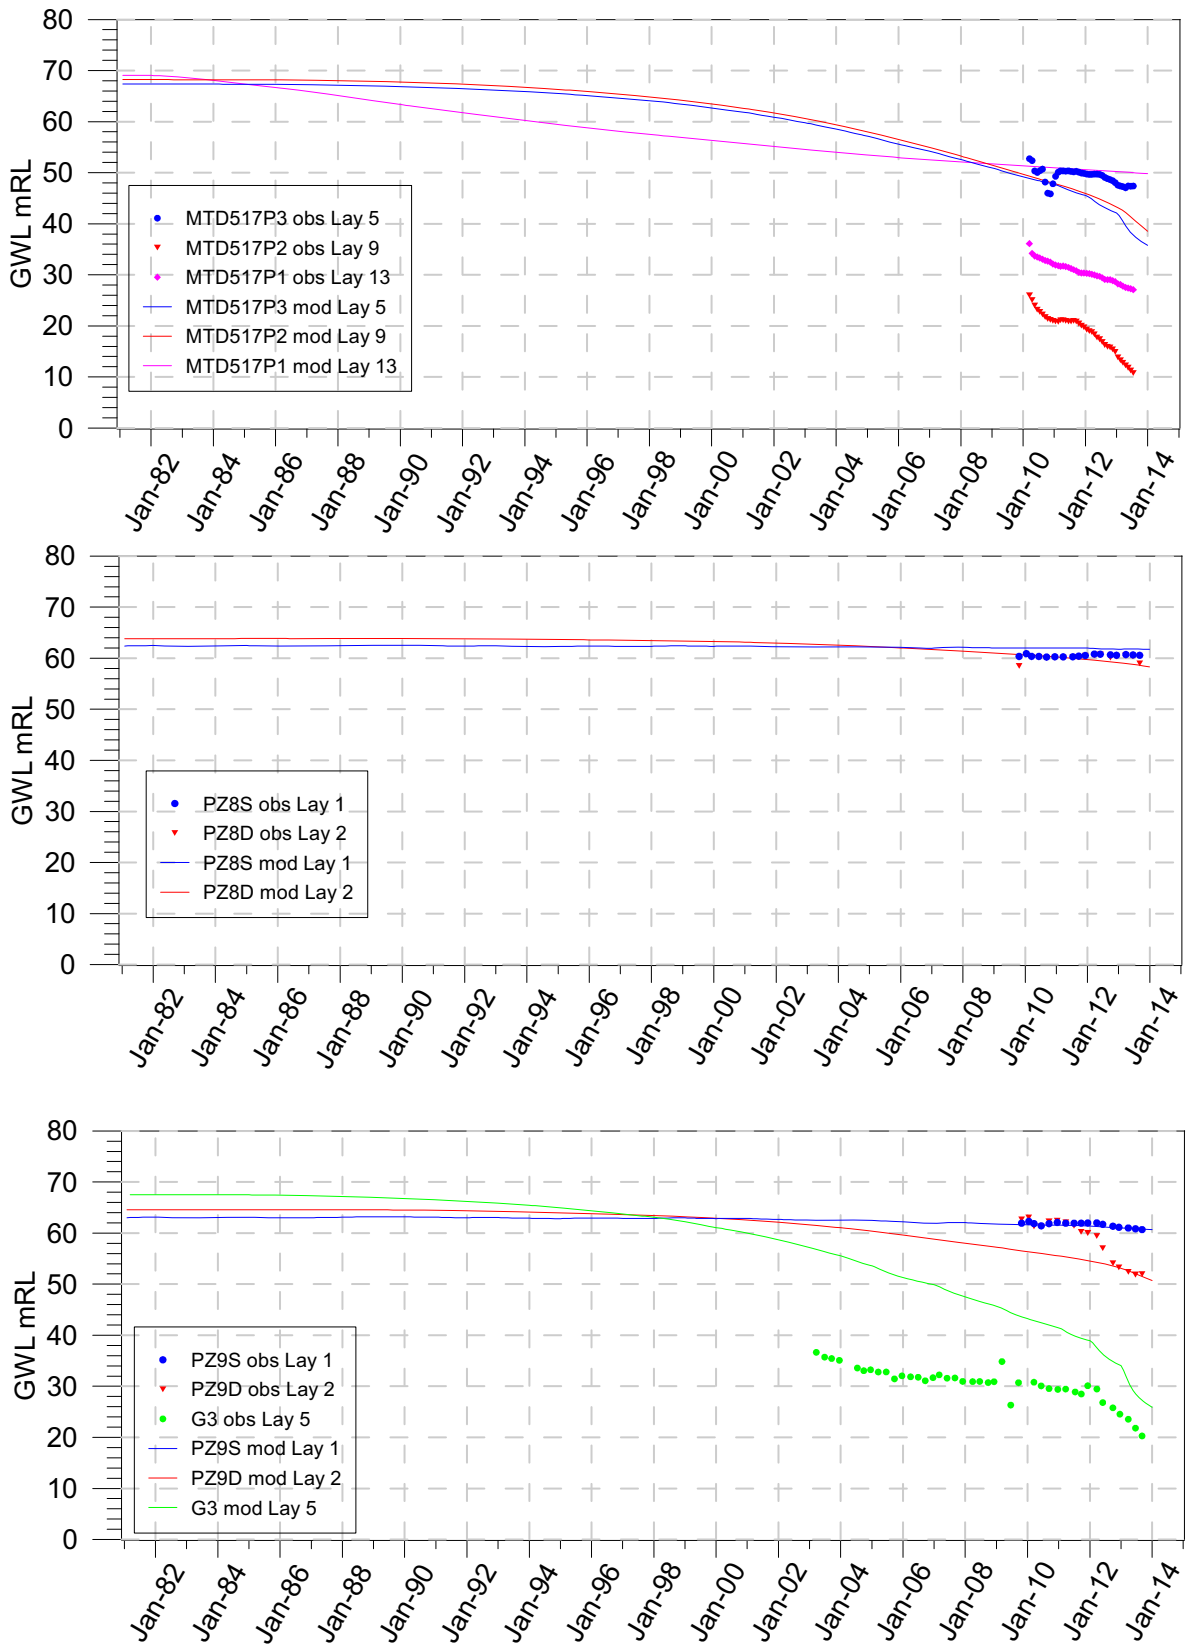 80
70
60
50
40
30
20
10
0
GWL mRL
MTD517P3 obs Lay 5
MTD517P2 obs Lay 9
MTD517P1 obs Lay 13
MTD517P3 mod Lay 5
MTD517P2 mod Lay 9
MTD517P1 mod Lay 13
Jan-82
Jan-84
Jan-86
Jan-88
Jan-90
Jan-92
Jan-94
Jan-96
Jan-98
Jan-00
Jan-02
Jan-04
Jan-06
Jan-08
Jan-10
Jan-12
Jan-14
80
70
60
50
40
30
20
10
0
GWL mRL
PZ8S obs Lay 1
PZ8D obs Lay 2
PZ8S mod Lay 1
PZ8D mod Lay 2
Jan-82
Jan-84
Jan-86
Jan-88
Jan-90
Jan-92
Jan-94
Jan-96
Jan-98
Jan-00
Jan-02
Jan-04
Jan-06
Jan-08
Jan-10
Jan-12
Jan-14
80
70
60
50
40
30
20
10
0
GWL mRL
PZ9S obs Lay 1
PZ9D obs Lay 2
G3 obs Lay 5
PZ9S mod Lay 1
PZ9D mod Lay 2
G3 mod Lay 5
Jan-82
Jan-84
Jan-86
Jan-88
Jan-90
Jan-92
Jan-94
Jan-96
Jan-98
Jan-00
Jan-02
Jan-04
Jan-06
Jan-08
Jan-10
Jan-12
Jan-14